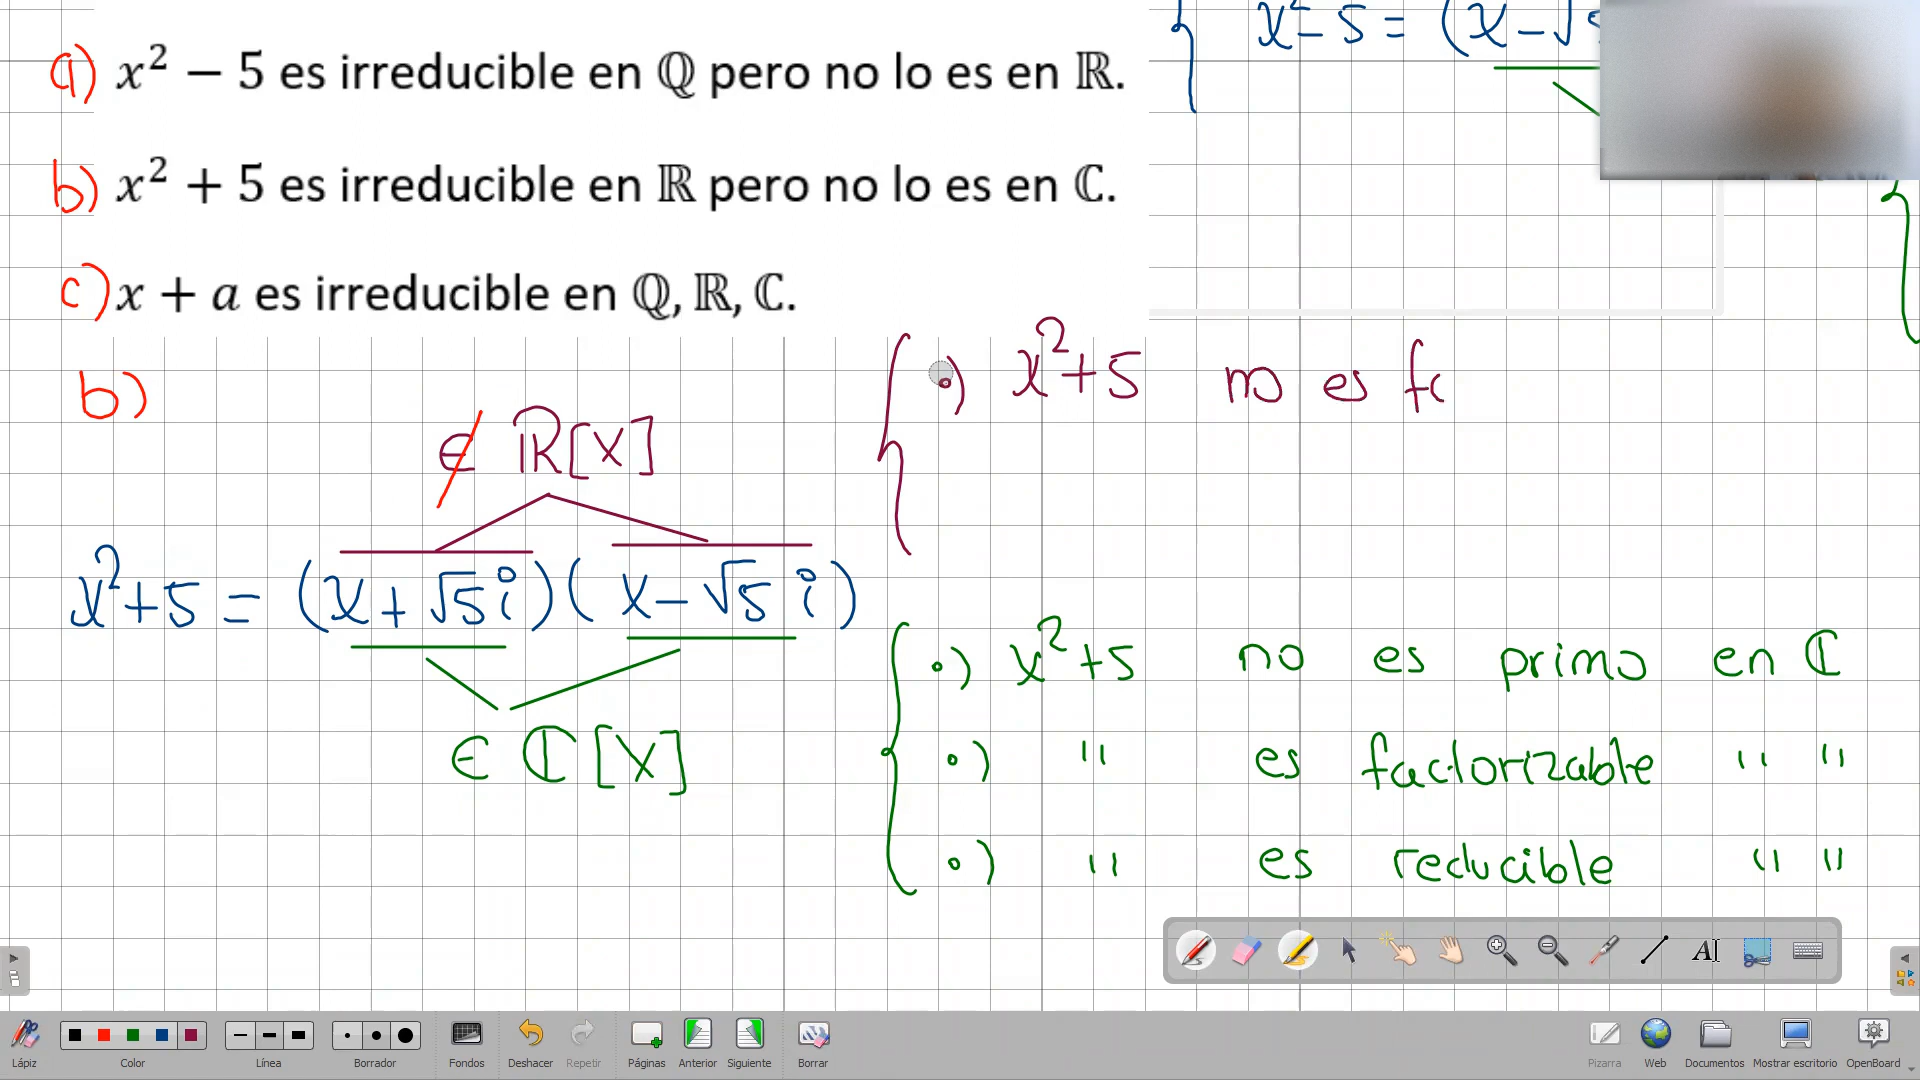 a) x² − 5 es irreducible en ℚ pero no lo es en ℝ.
b) x² + 5 es irreducible en ℝ pero no lo es en ℂ.
c) x + a es irreducible en ℚ, ℝ, ℂ.
x²-5 = (x-√5
b)
∉ ℝ[x]
x²+5 = (x+√5 i)(x-√5 i)
∈ ℂ[x]
•) x²+5 no es fa
•) x²+5 no es primo en ℂ
•) " es factorizable " "
•) " es reducible " "
Lápiz Color Línea Borrador Fondos Deshacer Repetir Páginas Anterior Siguiente Borrar Pizarra Web Documentos Mostrar escritorio OpenBoard